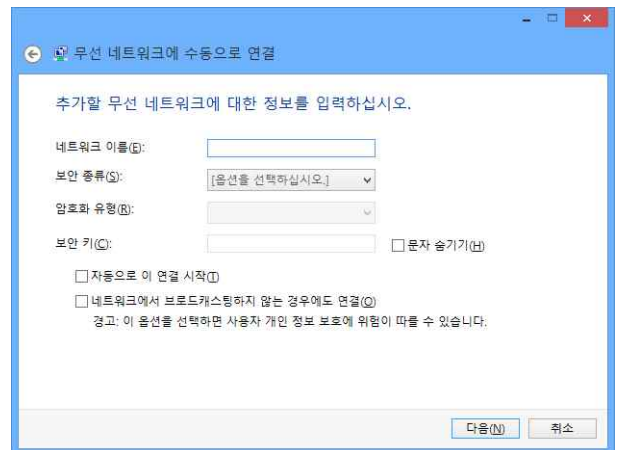 무선 네트워크에 수동으로 연결
추가할 무선 네트워크에 대한 정보를 입력하십시오.
네트워크 이름(E):
보안 종류(S): [옵션을 선택하십시오.]
암호화 유형(R):
보안 키(C): 문자 숨기기(H)
자동으로 이 연결 시작(T)
네트워크에서 브로드캐스팅하지 않는 경우에도 연결(O)
경고: 이 옵션을 선택하면 사용자 개인 정보 보호에 위험이 따를 수 있습니다.
다음(N) 취소